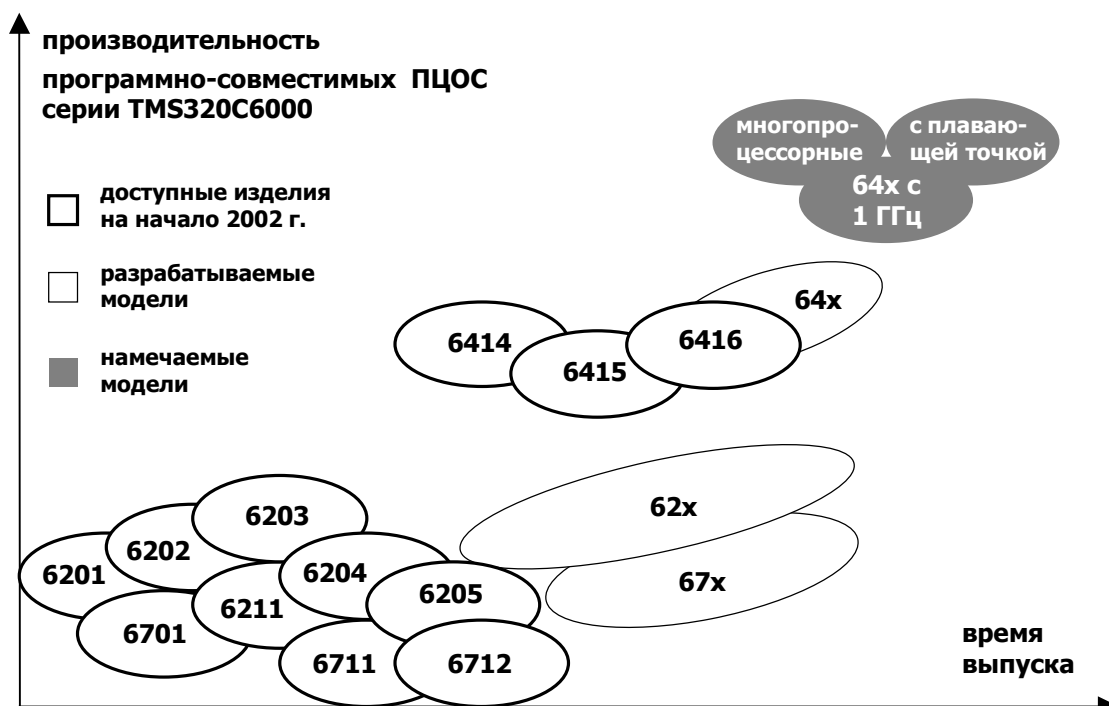 производительность
программно-совместимых ПЦОС
серии TMS320C6000
многопро-
цессорные
с плаваю-
щей точкой
64x с
1 ГГц
доступные изделия
на начало 2002 г.
разрабатываемые
модели
намечаемые
модели
64x
6414
6415
6416
62x
67x
6203
6202
6201
6204
6205
6211
6701
6711
6712
время
выпуска